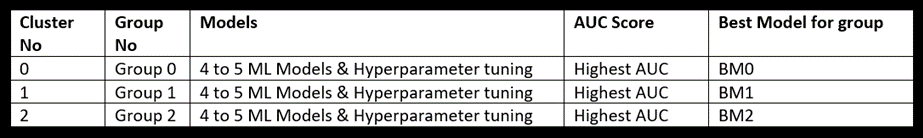 Cluster No Group No Models AUC Score Best Model for group
0 Group 0 4 to 5 ML Models & Hyperparameter tuning Highest AUC BM0
1 Group 1 4 to 5 ML Models & Hyperparameter tuning Highest AUC BM1
2 Group 2 4 to 5 ML Models & Hyperparameter tuning Highest AUC BM2